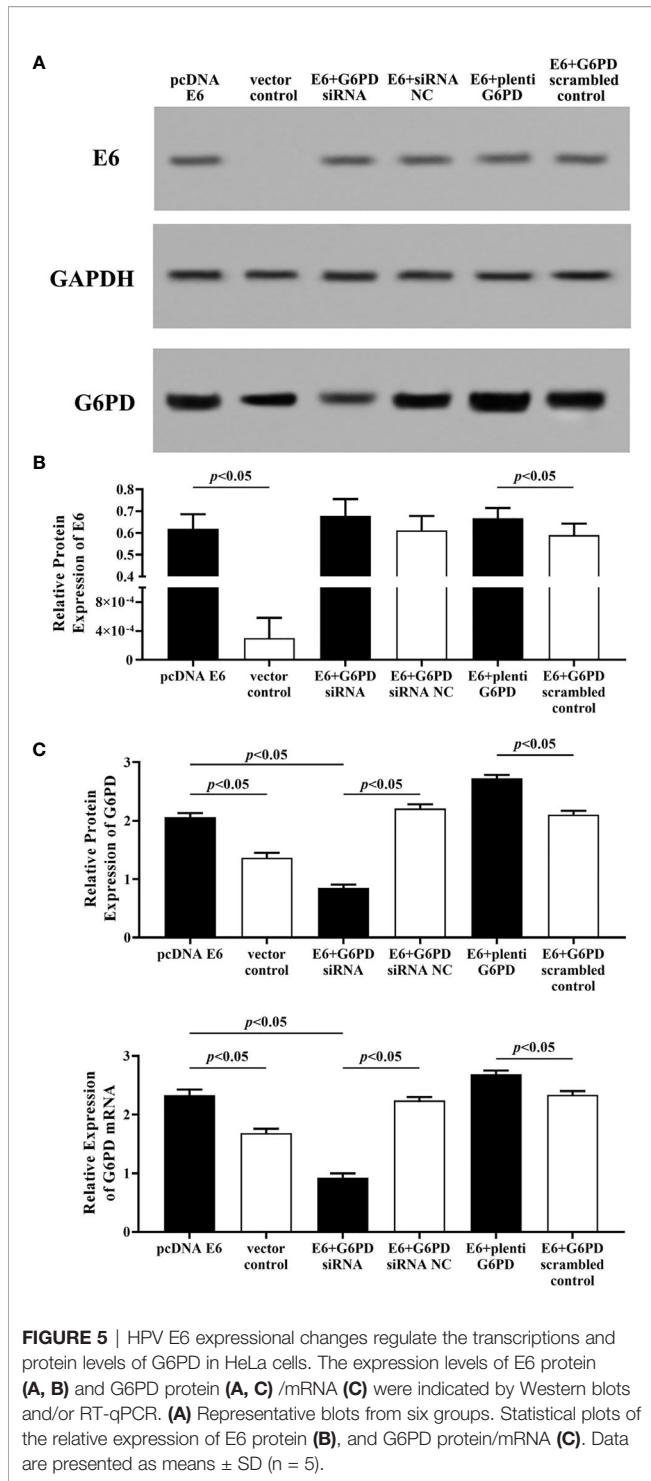 A
pcDNA E6 vector control E6+G6PD siRNA E6+siRNA NC E6+plenti G6PD E6+G6PD scrambled control
E6
GAPDH
G6PD
B
Relative Protein Expression of E6
0.8
0.7
0.6
0.5
0.4
8×10⁻⁴
4×10⁻⁴
0
p<0.05
p<0.05
pcDNA E6 vector control E6+G6PD siRNA E6+G6PD siRNA NC E6+plenti G6PD E6+G6PD scrambled control
C
Relative Protein Expression of G6PD
3
2
1
0
p<0.05
p<0.05
p<0.05
p<0.05
pcDNA E6 vector control E6+G6PD siRNA E6+G6PD siRNA NC E6+plenti G6PD E6+G6PD scrambled control
Relative Expression of G6PD mRNA
3
2
1
0
p<0.05
p<0.05
p<0.05
p<0.05
pcDNA E6 vector control E6+G6PD siRNA E6+G6PD siRNA NC E6+plenti G6PD E6+G6PD scrambled control
FIGURE 5 | HPV E6 expressional changes regulate the transcriptions and
protein levels of G6PD in HeLa cells. The expression levels of E6 protein
(A, B) and G6PD protein (A, C) /mRNA (C) were indicated by Western blots
and/or RT-qPCR. (A) Representative blots from six groups. Statistical plots of
the relative expression of E6 protein (B), and G6PD protein/mRNA (C). Data
are presented as means ± SD (n = 5).